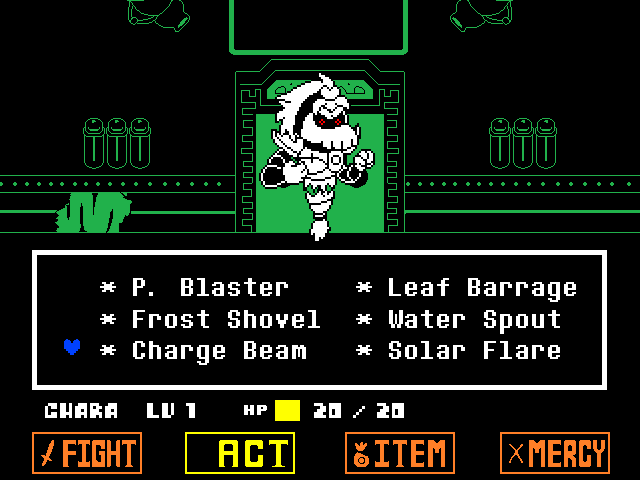 * P. Blaster * Leaf Barrage
* Frost Shovel * Water Spout
* Charge Beam * Solar Flare
CHARA LV 1 HP 20 / 20
FIGHT ACT ITEM MERCY